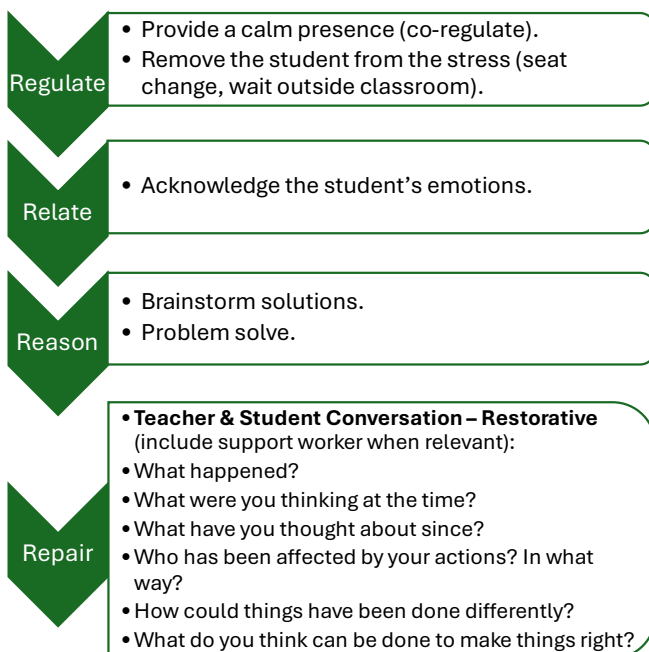 Regulate
• Provide a calm presence (co-regulate).
• Remove the student from the stress (seat
change, wait outside classroom).
Relate
• Acknowledge the student’s emotions.
Reason
• Brainstorm solutions.
• Problem solve.
Repair
• Teacher & Student Conversation – Restorative
(include support worker when relevant):
• What happened?
• What were you thinking at the time?
• What have you thought about since?
• Who has been affected by your actions? In what
way?
• How could things have been done differently?
• What do you think can be done to make things right?